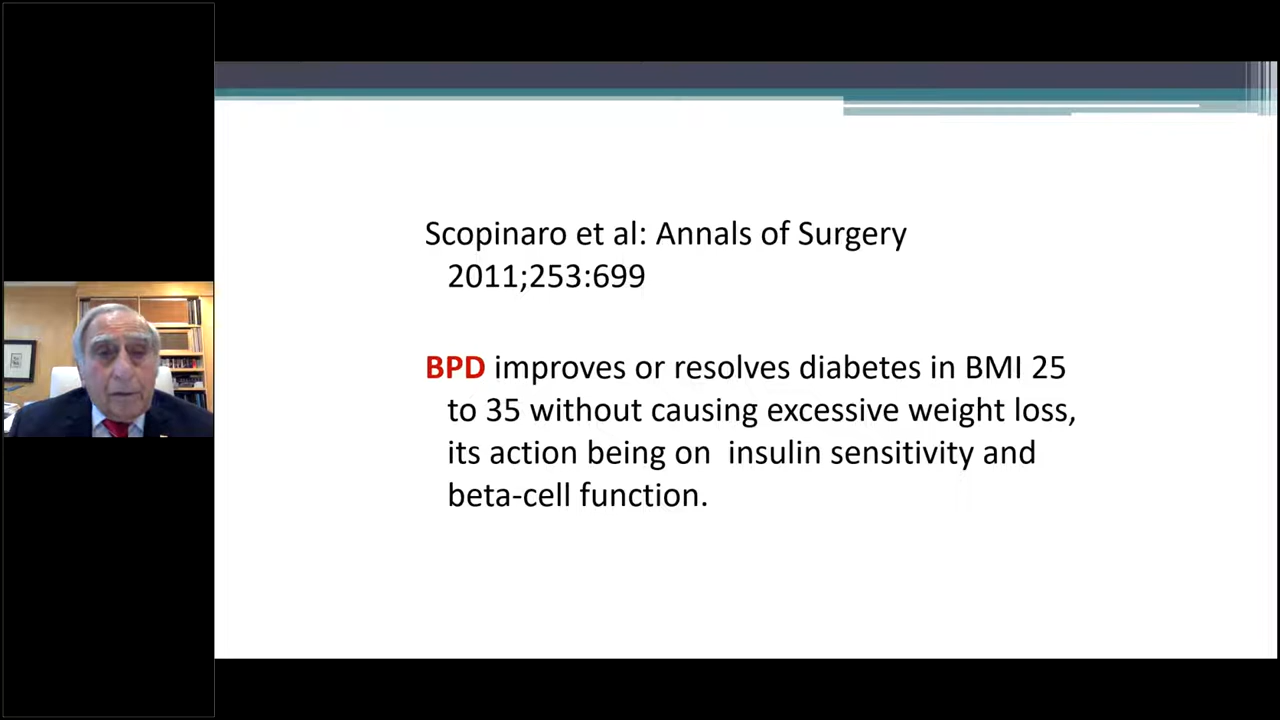 Scopinaro et al: Annals of Surgery
2011;253:699
BPD improves or resolves diabetes in BMI 25
to 35 without causing excessive weight loss,
its action being on  insulin sensitivity and
beta-cell function.